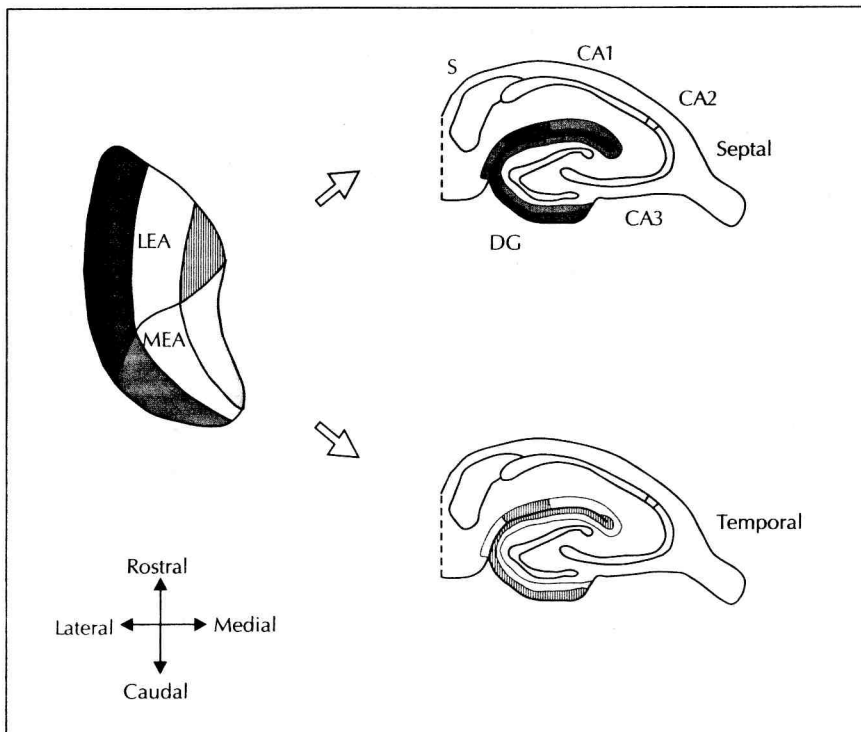 S
CA1
CA2
Septal
CA3
DG
LEA
MEA
Temporal
Rostral
Lateral
Medial
Caudal